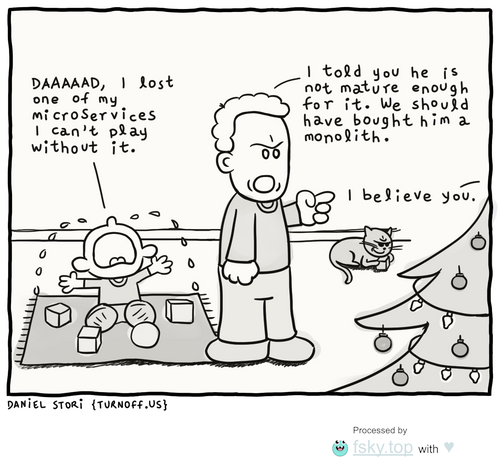 DAAAAAD, I lost
one of my
microservices
I can't play
without it.
I told you he is
not mature enough
for it. We should
have bought him a
monolith.
I believe you.
DANIEL STORI {TURNOFF.US}
Processed by
fsky.top with ♥